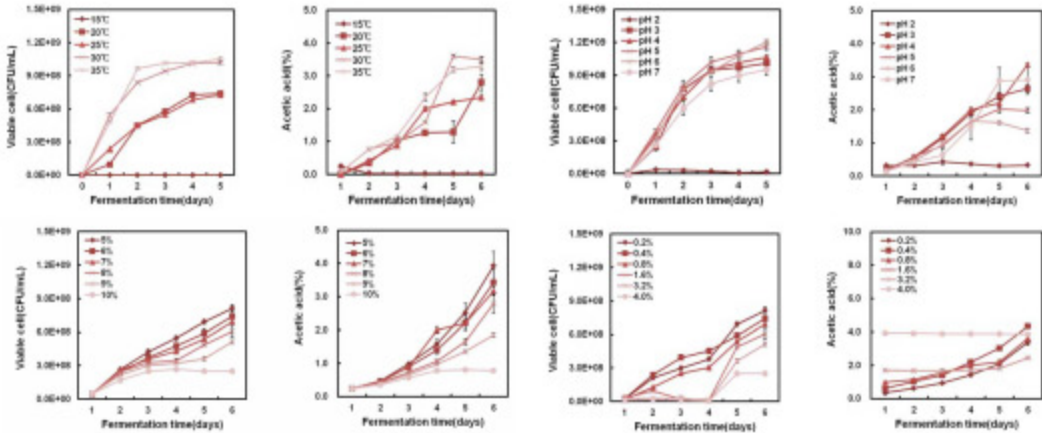 1.5E+09
1.2E+09
9.0E+08
6.0E+08
3.0E+08
0.0E+00
Viable cell(CFU/mL)
15℃
20℃
25℃
30℃
35℃
0 1 2 3 4 5
Fermentation time(days)
5.0
4.0
3.0
2.0
1.0
0.0
Acetic acid(%)
15℃
20℃
25℃
30℃
35℃
1 2 3 4 5 6
Fermentation time(days)
1.5E+09
1.2E+09
9.0E+08
6.0E+08
3.0E+08
0.0E+00
Viable cell(CFU/mL)
pH 2
pH 3
pH 4
pH 5
pH 6
pH 7
0 1 2 3 4 5
Fermentation time(days)
5.0
4.0
3.0
2.0
1.0
0.0
Acetic acid(%)
pH 2
pH 3
pH 4
pH 5
pH 6
pH 7
1 2 3 4 5 6
Fermentation time(days)
1.5E+09
1.2E+09
9.0E+08
6.0E+08
3.0E+08
0.0E+00
Viable cell(CFU/mL)
5%
6%
7%
8%
9%
10%
1 2 3 4 5 6
Fermentation time(days)
5.0
4.0
3.0
2.0
1.0
0.0
Acetic acid(%)
5%
6%
7%
8%
9%
10%
1 2 3 4 5 6
Fermentation time(days)
1.5E+09
1.2E+09
9.0E+08
6.0E+08
3.0E+08
0.0E+00
Viable cell(CFU/mL)
0.2%
0.4%
0.8%
1.6%
3.2%
4.0%
1 2 3 4 5 6
Fermentation time(days)
10.0
8.0
6.0
4.0
2.0
0.0
Acetic acid(%)
0.2%
0.4%
0.8%
1.6%
3.2%
4.0%
1 2 3 4 5 6
Fermentation time(days)